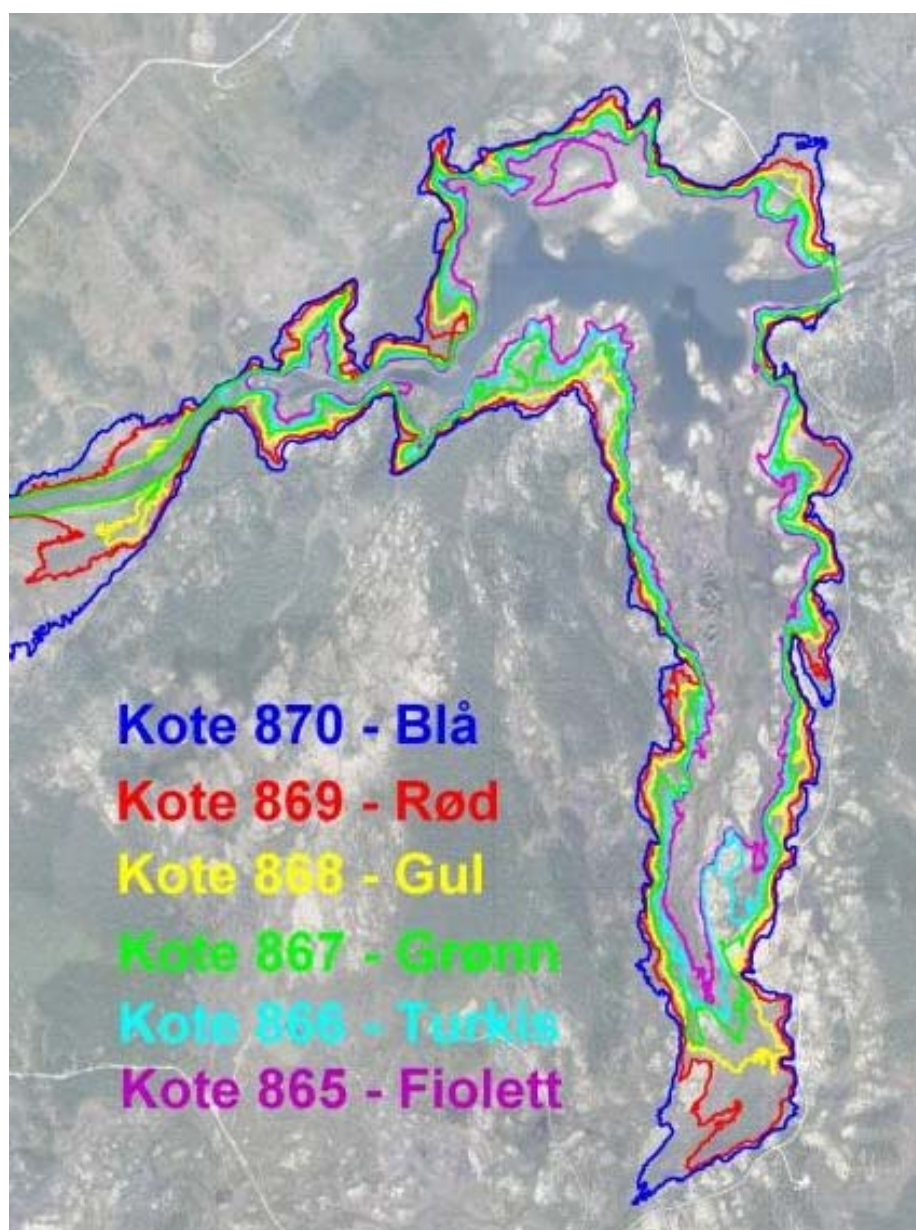 Kote 870 - Blå
Kote 869 - Rød
Kote 868 - Gul
Kote 867 - Grønn
Kote 866 - Turkis
Kote 865 - Fiolett